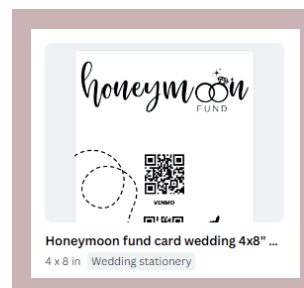 honeymoon
FUND
VENMO
Honeymoon fund card wedding 4x8" ...
4 x 8 in Wedding stationery